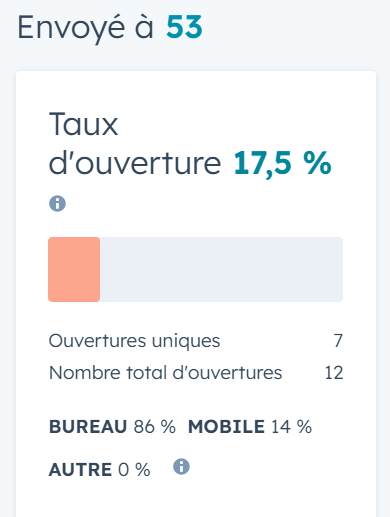 Envoyé à 53
Taux
d'ouverture 17,5 %
Ouvertures uniques 7
Nombre total d'ouvertures 12
BUREAU 86 % MOBILE 14 %
AUTRE 0 %